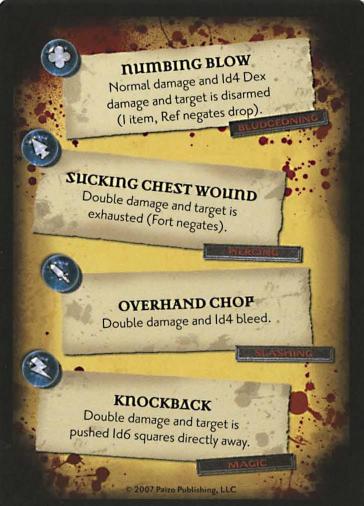 NUMBING BLOW
Normal damage and 1d4 Dex
damage and target is disarmed
(1 item, Ref negates drop).
BLUDGEONING
SUCKING CHEST WOUND
Double damage and target is
exhausted (Fort negates).
PIERCING
OVERHAND CHOP
Double damage and 1d4 bleed.
SLASHING
KNOCKBACK
Double damage and target is
pushed 1d6 squares directly away.
MAGIC
© 2007 Paizo Publishing, LLC